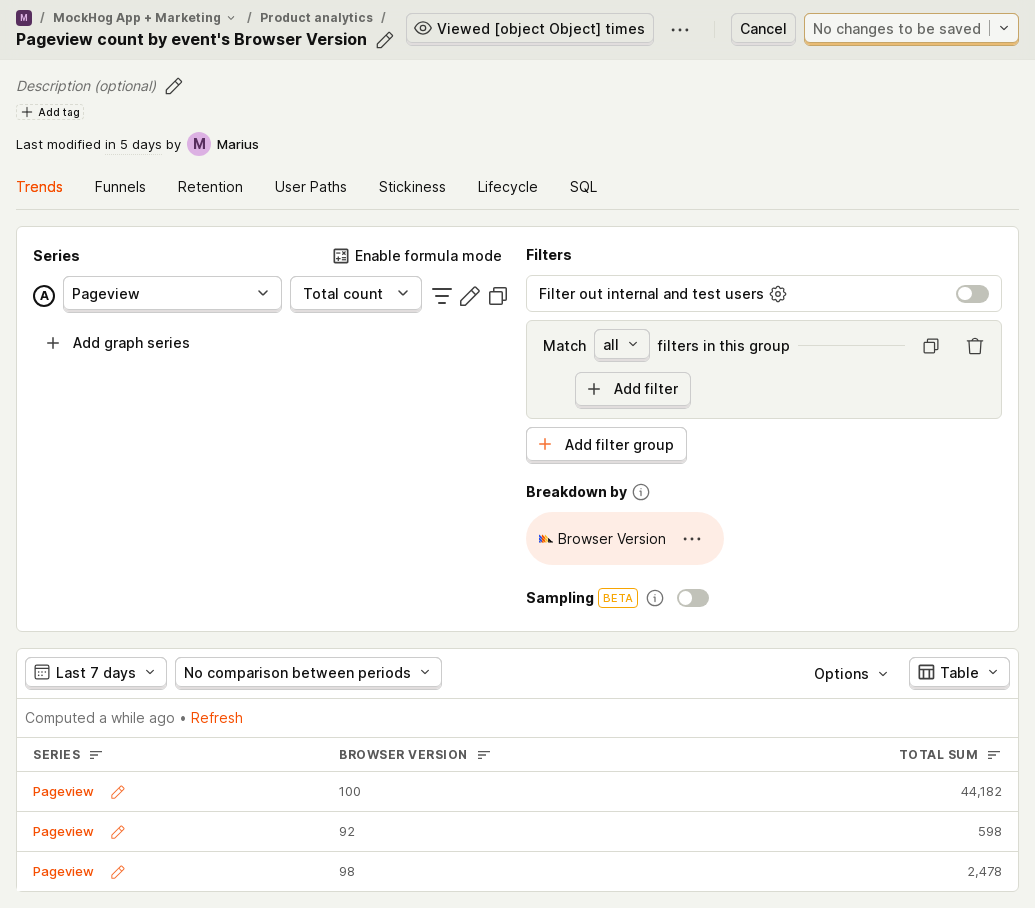 M / MockHog App + Marketing / Product analytics /
Pageview count by event's Browser Version
Viewed [object Object] times
Cancel
No changes to be saved
Description (optional)
Add tag
Last modified in 5 days by M Marius
Trends Funnels Retention User Paths Stickiness Lifecycle SQL
Series
Enable formula mode
A Pageview Total count
Add graph series
Filters
Filter out internal and test users
Match all filters in this group
Add filter
Add filter group
Breakdown by
Browser Version
Sampling BETA
Last 7 days No comparison between periods Options Table
Computed a while ago • Refresh
SERIES BROWSER VERSION TOTAL SUM
Pageview 100 44,182
Pageview 92 598
Pageview 98 2,478